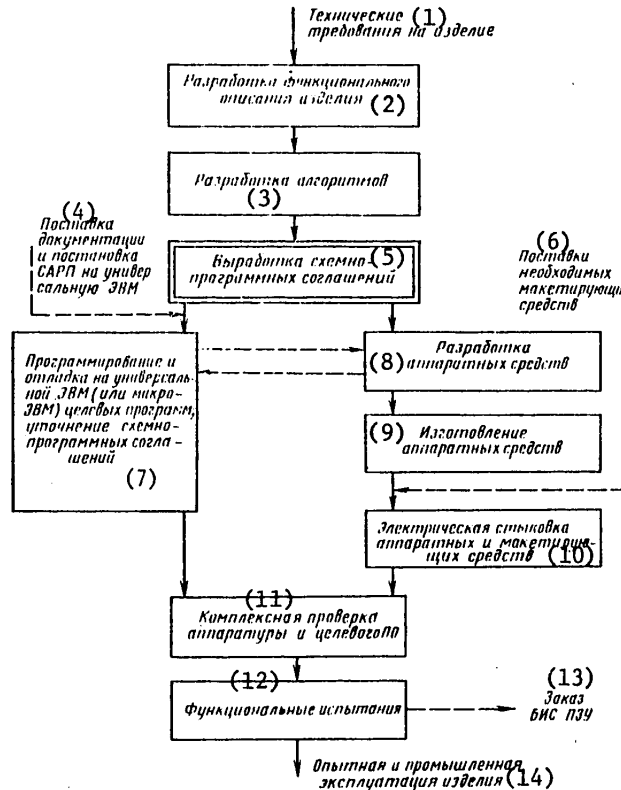 Технические (1)
требования на изделие
Разработка функционального
описания изделия
(2)
Разработка алгоритмов
(3)
(4)
Поставка
документации
и постановка
САРП на универ
сальную ЭВМ
Выработка схемно- (5)
программных соглашений
(6)
Поставки
необходимых
макетирующи
средств
Программирование и
отладка на универсаль-
ной ЭВМ (или микро-
ЭВМ) целевых программ,
уточнение схемно-
программных согла-
шений
(7)
Разработка
(8) аппаратных средств
(9) Изготовление
аппаратных средств
Электрическая стыковка
аппаратных и макетирую-
щих средств (10)
(11)
Комплексная проверка
аппаратуры и целевого ПО
(12)
Функциональные испытания
(13)
Заказ
БИС ПЗУ
Опытная и промышленная
эксплуатация изделия (14)